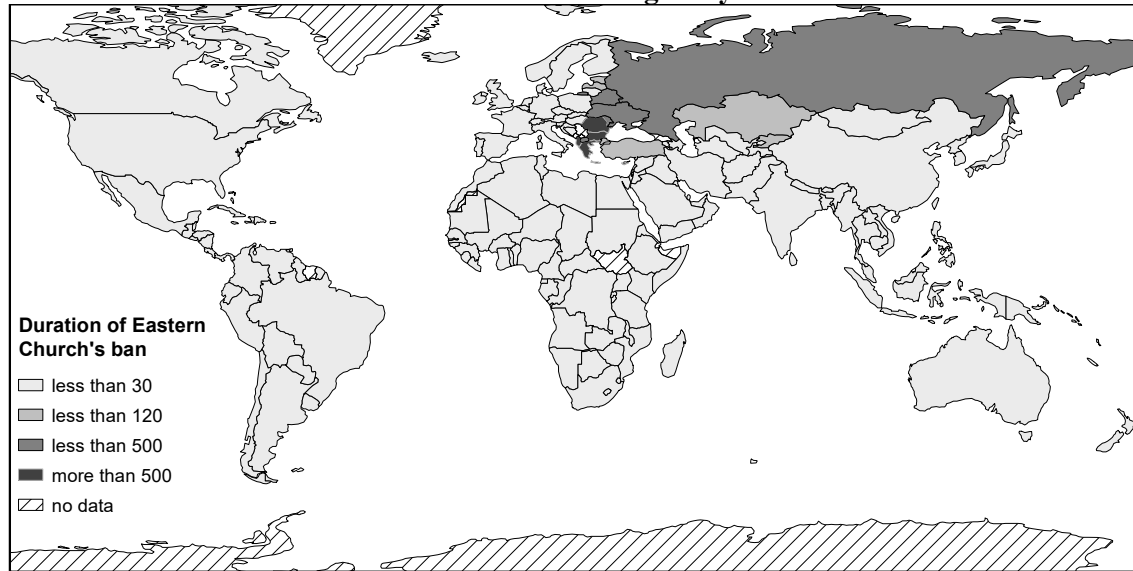 Duration of Eastern
Church's ban
less than 30
less than 120
less than 500
more than 500
no data